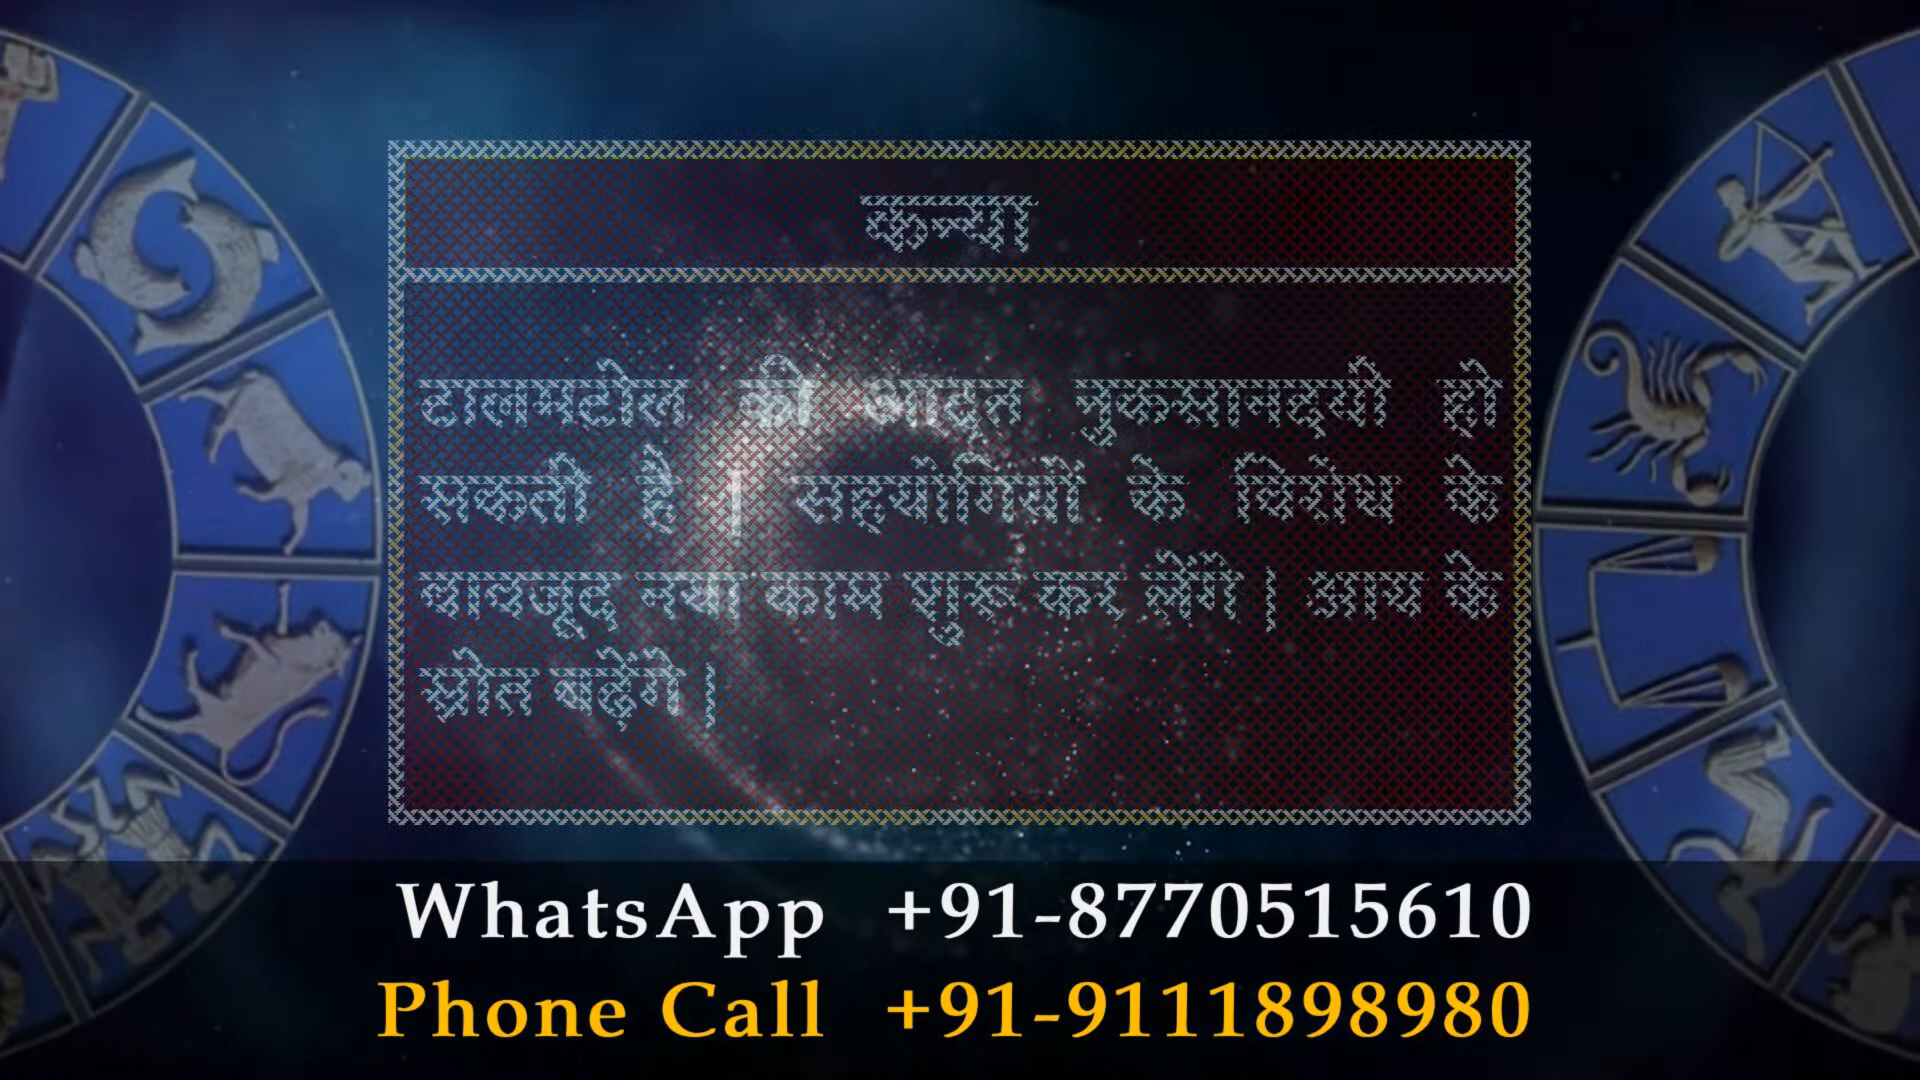 कन्या
टालमटोल की आदत नुकसानदयी हो
सकती है | सहयोगियों के विरोध के
बावजूद नया काम शुरू कर लेंगे | आय के
स्रोत बढ़ेंगे |
WhatsApp +91-8770515610
Phone Call +91-9111898980